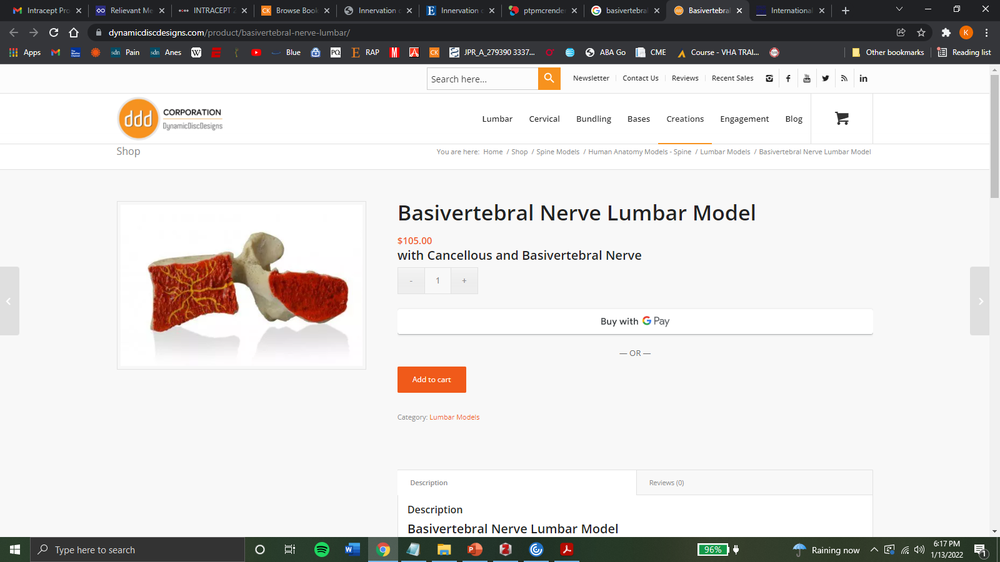 Intracept Pro
Relievant Me
INTRACEPT 2
Browse Book
Innervation o
Innervation o
ptpmcrender
basivertebral
Basivertebral
International
dynamicdiscdesigns.com/product/basivertebral-nerve-lumbar/
K
Apps
sdn Pain
sdn Anes
W
Blue
PQ
RAP
CK
JPR_A_279390 3337...
ABA Go
CME
Course - VHA TRAI...
Other bookmarks
Reading list
Search here...
Newsletter
Contact Us
Reviews
Recent Sales
ddd CORPORATION
DynamicDiscDesigns
Lumbar
Cervical
Bundling
Bases
Creations
Engagement
Blog
Shop
You are here: Home / Shop / Spine Models / Human Anatomy Models - Spine / Lumbar Models / Basivertebral Nerve Lumbar Model
Basivertebral Nerve Lumbar Model
$105.00
with Cancellous and Basivertebral Nerve
- 1 +
Buy with G Pay
— OR —
Add to cart
Category: Lumbar Models
Description
Reviews (0)
Description
Basivertebral Nerve Lumbar Model
Type here to search
96%
Raining now
6:17 PM
1/13/2022
1